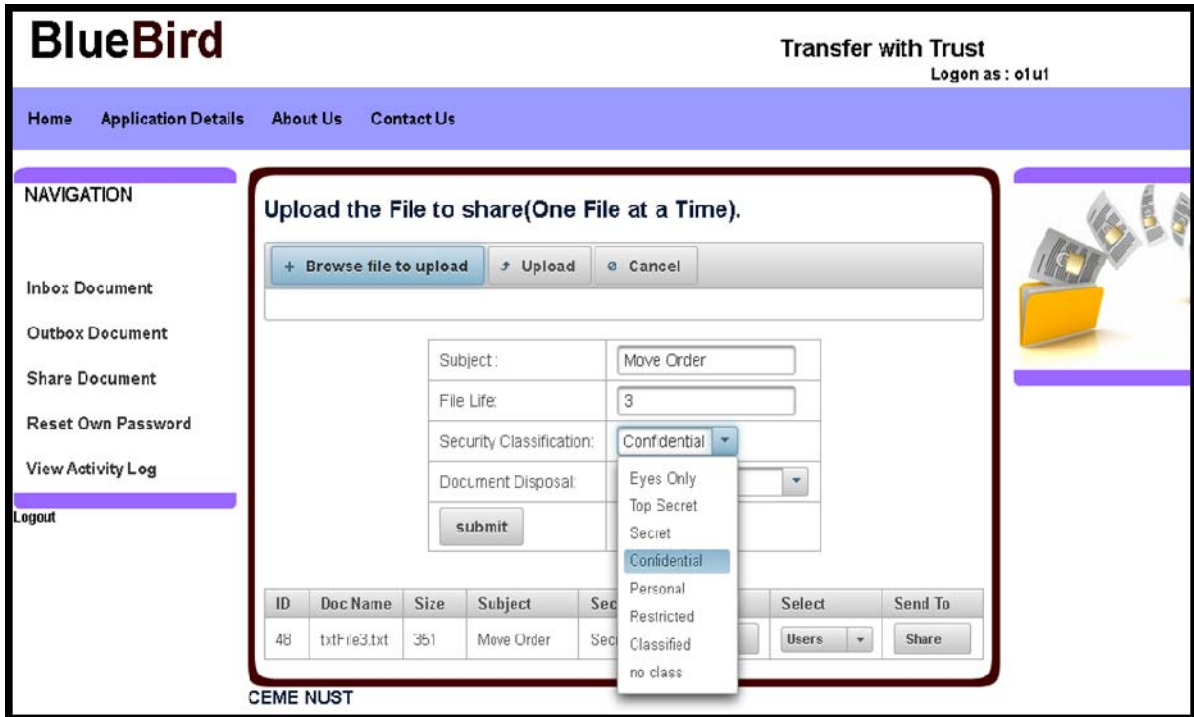 BlueBird
Transfer with Trust
Logon as : o1u1
Home Application Details About Us Contact Us
NAVIGATION
Inbox Document
Outbox Document
Share Document
Reset Own Password
View Activity Log
Logout
Upload the File to share(One File at a Time).
+ Browse file to upload Upload Cancel
Subject : Move Order
File Life: 3
Security Classification: Confidential
Document Disposal:
submit
Eyes Only
Top Secret
Secret
Confidential
Personal
Restricted
Classified
no class
ID Doc Name Size Subject Sec Select Send To
48 txtFile3.txt 351 Move Order Secr Users Share
CEME NUST